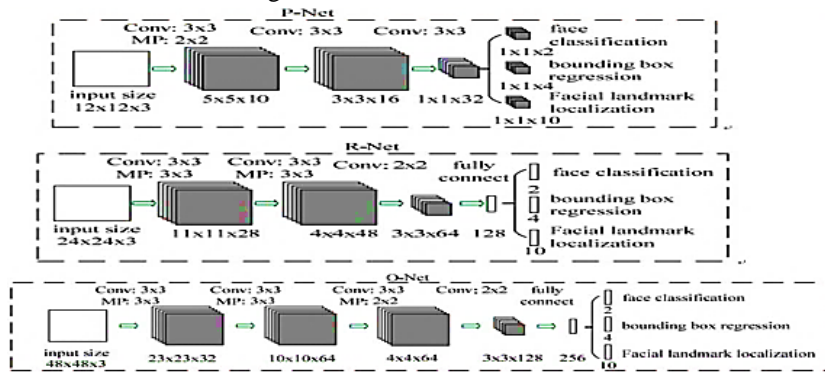 P-Net
Conv: 3x3 Conv: 3x3 Conv: 3x3 face
MP: 2x2 classification
1x1x2
bounding box
regression
input size 5x5x10 3x3x16 1x1x32 1x1x4
12x12x3 Facial landmark
localization
1x1x10
R-Net
Conv: 3x3 Conv: 3x3 Conv: 2x2 fully face classification
MP: 3x3 MP: 3x3 connect
2
bounding box
regression
4
input size Facial landmark
24x24x3 11x11x28 4x4x48 3x3x64 128 localization
10
O-Net
Conv: 3x3 Conv: 3x3 Conv: 3x3 Conv: 2x2 fully
MP: 3x3 MP: 3x3 MP: 2x2 connect face classification
2
bounding box regression
4
input size Facial landmark localization
48x48x3 23x23x32 10x10x64 4x4x64 3x3x128 256 10